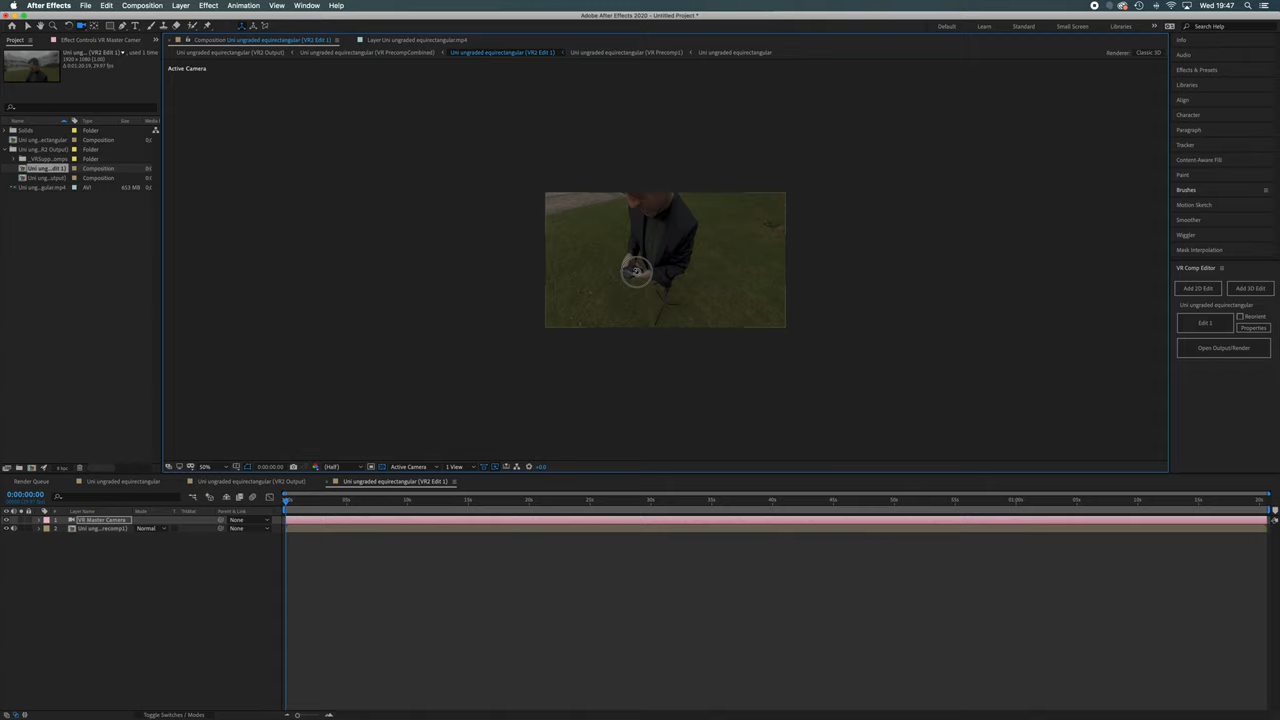 After Effects File Edit Composition Layer Effect Animation View Window Help Wed 19:47
Adobe After Effects 2020 - Untitled Project *
Default Learn Standard Small Screen Libraries Search Help
Project Effect Controls VR Master Camer
Composition Uni ungraded equirectangular (VR2 Edit 1) Layer Uni ungraded equirectangular.mp4
Uni ungraded equirectangular (VR2 Output) Uni ungraded equirectangular (VR PrecompCombined) Uni ungraded equirectangular (VR2 Edit 1) Uni ungraded equirectangular (VR Precomp1) Uni ungraded equirectangular Renderer: Classic 3D
Uni ung... (VR2 Edit 1) , used 1 time
1920 x 1080 (1.00)
Δ 0:01:20:19, 29.97 fps
Active Camera
Name Type Size Media
Solids Folder
Uni ung...ectangular Composition
Uni ung...R2 Output) Folder
_VRSupp...omps Folder
Uni ung...dit 1) Composition
Uni ung...utput) Composition
Uni ung...gular.mp4 AVI 653 MB
Info
Audio
Effects & Presets
Libraries
Align
Character
Paragraph
Tracker
Content-Aware Fill
Paint
Brushes
Motion Sketch
Smoother
Wiggler
Mask Interpolation
VR Comp Editor
Add 2D Edit Add 3D Edit
Uni ungraded equirectangular
Edit 1 Reorient
Properties
Open Output/Render
8 bpc 50% 0:00:00:00 (Half) Active Camera 1 View +0.0
Render Queue Uni ungraded equirectangular Uni ungraded equirectangular (VR2 Output) Uni ungraded equirectangular (VR2 Edit 1)
0:00:00:00
05s 10s 15s 20s 25s 30s 35s 40s 45s 50s 55s 01:00s 05s 10s 15s 20s
# Layer Name Mode T TrkMat Parent & Link
1 VR Master Camera None
2 Uni ung...recomp1) Normal None
Toggle Switches / Modes